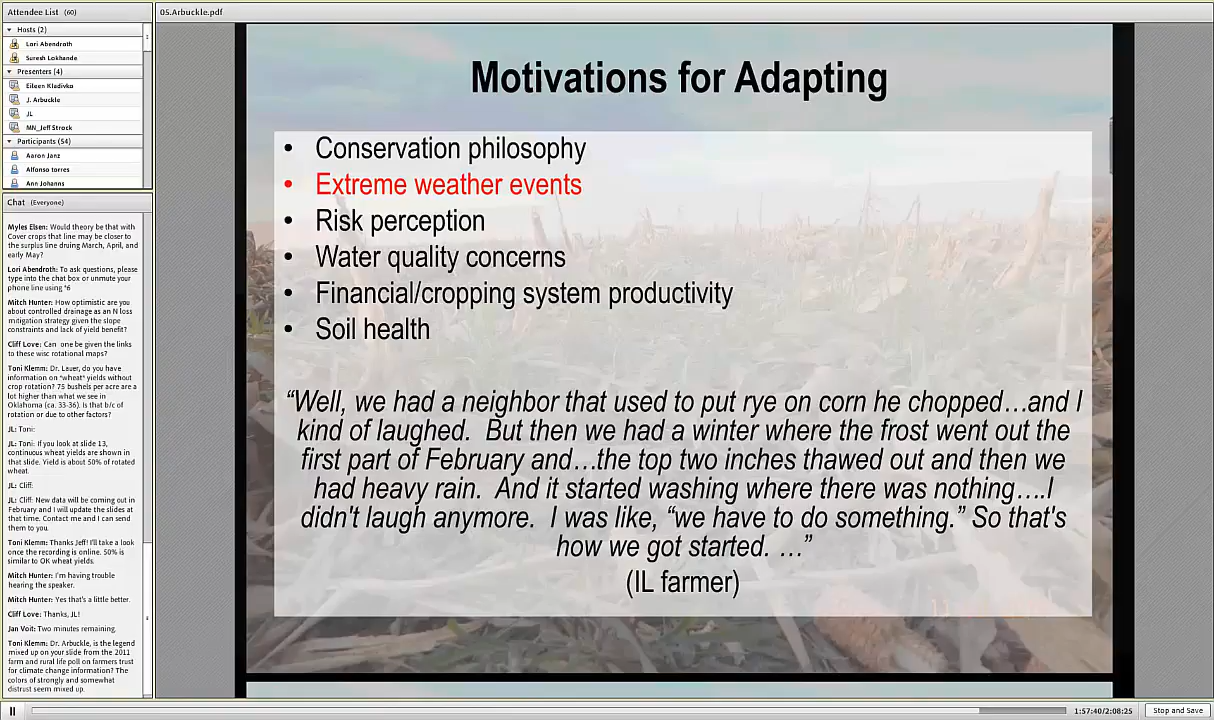 Attendee List (60)
Hosts (2)
Lori Abendroth
Suresh Lokhande
Presenters (4)
Eileen Kladivko
J. Arbuckle
JL
MN_Jeff Strock
Participants (54)
Aaron Janz
Alfonso torres
Ann Johanns
Chat (Everyone)
Myles Elsen: Would theory be that with
Cover crops that line may be closer to
the surplus line druing March, April, and
early May?
Lori Abendroth: To ask questions, please
type into the chat box or unmute your
phone line using *6
Mitch Hunter: How optimistic are you
about controlled drainage as an N loss
mitigation strategy given the slope
constraints and lack of yield benefit?
Cliff Love: Can one be given the links
to these wisc rotational maps?
Toni Klemm: Dr. Lauer, do you have
information on *wheat* yields without
crop rotation? 75 bushels per acre are a
lot higher than what we see in
Oklahoma (ca. 33-36). Is that b/c of
rotation or due to other factors?
JL: Toni:
JL: Toni: If you look at slide 13,
continuous wheat yields are shown in
that slide. Yield is about 50% of rotated
wheat.
JL: Cliff:
JL: Cliff: New data will be coming out in
February and I will update the slides at
that time. Contact me and I can send
them to you.
Toni Klemm: Thanks Jeff! I'll take a look
once the recording is online. 50% is
similar to OK wheat yields.
Mitch Hunter: I'm having trouble
hearing the speaker.
Mitch Hunter: Yes that's a little better.
Cliff Love: Thanks, JL!
Jan Voit: Two minutes remaining.
Toni Klemm: Dr. Arbuckle, is the legend
mixed up on your slide from the 2011
farm and rural life poll on farmers trust
for climate change information? The
colors of strongly and somewhat
distrust seem mixed up.
05.Arbuckle.pdf
Motivations for Adapting
• Conservation philosophy
• Extreme weather events
• Risk perception
• Water quality concerns
• Financial/cropping system productivity
• Soil health
“Well, we had a neighbor that used to put rye on corn he chopped…and I
kind of laughed. But then we had a winter where the frost went out the
first part of February and…the top two inches thawed out and then we
had heavy rain. And it started washing where there was nothing….I
didn't laugh anymore. I was like, “we have to do something.” So that's
how we got started. …”
(IL farmer)
1:57:40/2:08:25
Stop and Save